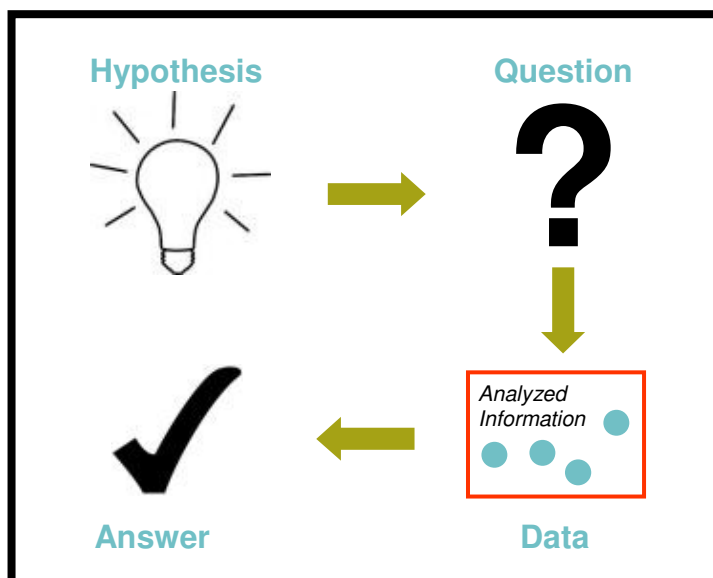 Hypothesis
Question
?
Analyzed
Information
Answer
Data